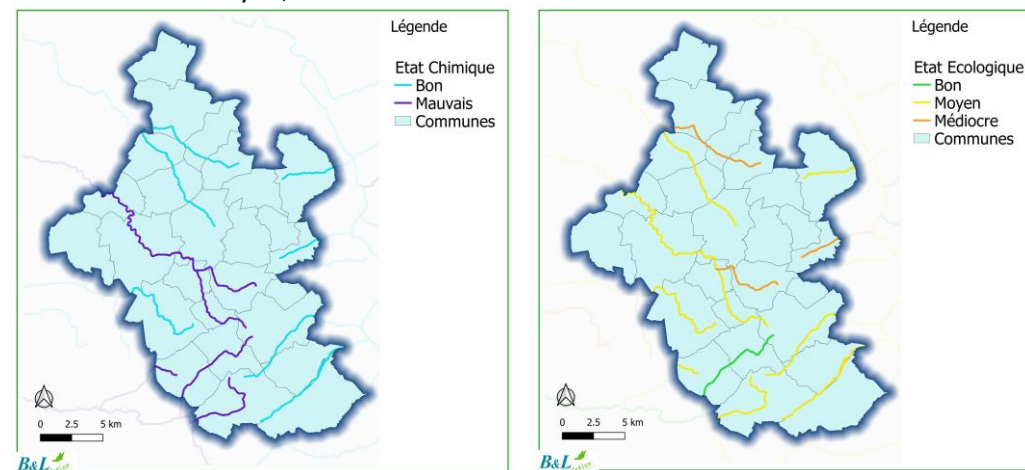 Légende
Etat Chimique
Bon
Mauvais
Communes
0 2.5 5 km
B&L
Légende
Etat Ecologique
Bon
Moyen
Médiocre
Communes
0 2.5 5 km
B&L